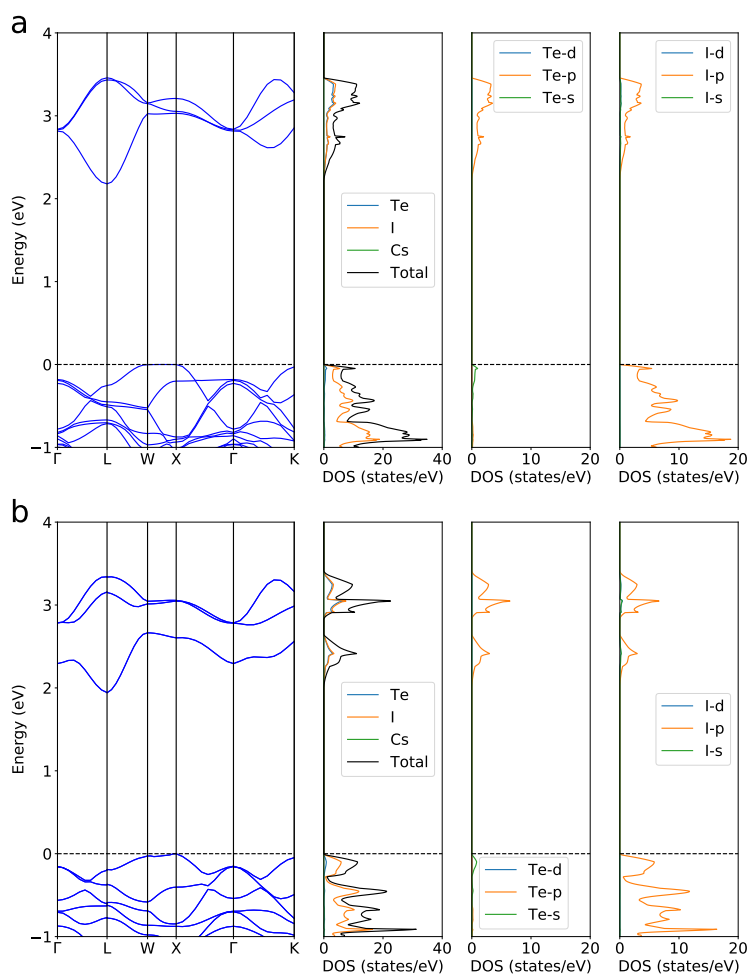 a
4
3
2
1
0
−1
Energy (eV)
Γ L W X Γ K
Te
I
Cs
Total
0 20 40
DOS (states/eV)
Te-d
Te-p
Te-s
0 10 20
DOS (states/eV)
I-d
I-p
I-s
0 10 20
DOS (states/eV)
b
4
3
2
1
0
−1
Energy (eV)
Γ L W X Γ K
Te
I
Cs
Total
0 20 40
DOS (states/eV)
Te-d
Te-p
Te-s
0 10 20
DOS (states/eV)
I-d
I-p
I-s
0 10 20
DOS (states/eV)